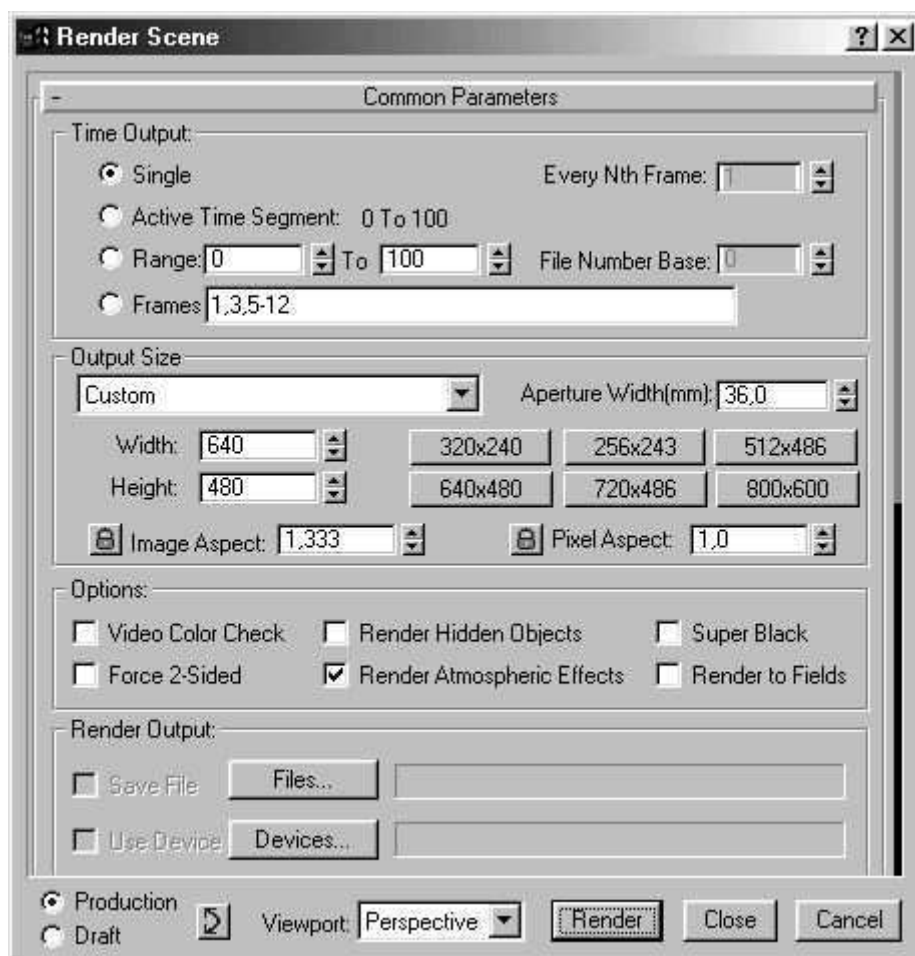 Render Scene
Common Parameters
Time Output:
Single
Every Nth Frame: 1
Active Time Segment: 0 To 100
Range: 0 To 100
File Number Base: 0
Frames 1,3,5-12
Output Size
Custom
Aperture Width(mm): 36,0
Width: 640
320x240 256x243 512x486
Height: 480
640x480 720x486 800x600
Image Aspect: 1,333
Pixel Aspect: 1,0
Options:
Video Color Check
Render Hidden Objects
Super Black
Force 2-Sided
Render Atmospheric Effects
Render to Fields
Render Output:
Save File
Files...
Use Device
Devices...
Production
Draft
Viewport: Perspective
Render
Close
Cancel